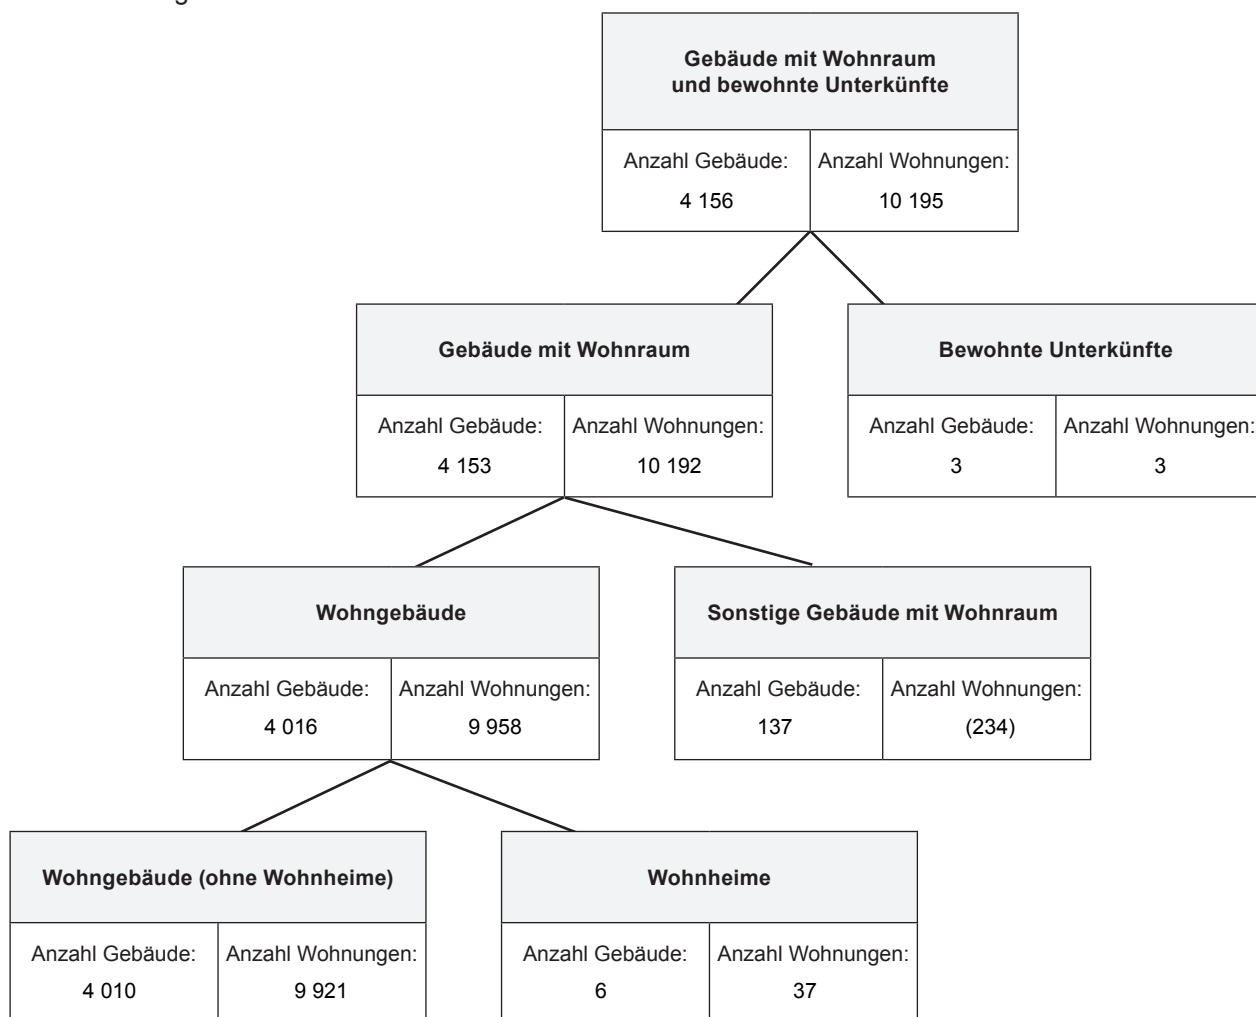 Gebäude mit Wohnraum
und bewohnte Unterkünfte
Anzahl Gebäude: Anzahl Wohnungen:
4 156 10 195
Gebäude mit Wohnraum Bewohnte Unterkünfte
Anzahl Gebäude: Anzahl Wohnungen: Anzahl Gebäude: Anzahl Wohnungen:
4 153 10 192 3 3
Wohngebäude Sonstige Gebäude mit Wohnraum
Anzahl Gebäude: Anzahl Wohnungen: Anzahl Gebäude: Anzahl Wohnungen:
4 016 9 958 137 (234)
Wohngebäude (ohne Wohnheime) Wohnheime
Anzahl Gebäude: Anzahl Wohnungen: Anzahl Gebäude: Anzahl Wohnungen:
4 010 9 921 6 37